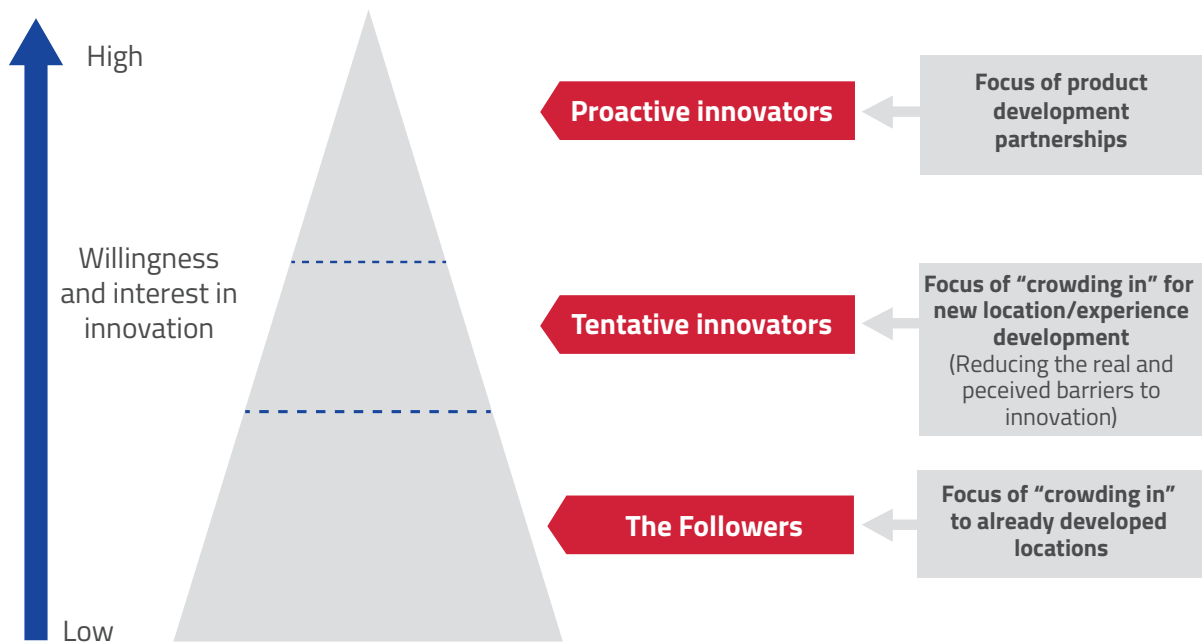 High
Proactive innovators
Focus of product
development
partnerships
Willingness
and interest in
innovation
Tentative innovators
Focus of “crowding in” for
new location/experience
development
(Reducing the real and
peceived barriers to
innovation)
The Followers
Focus of “crowding in”
to already developed
locations
Low